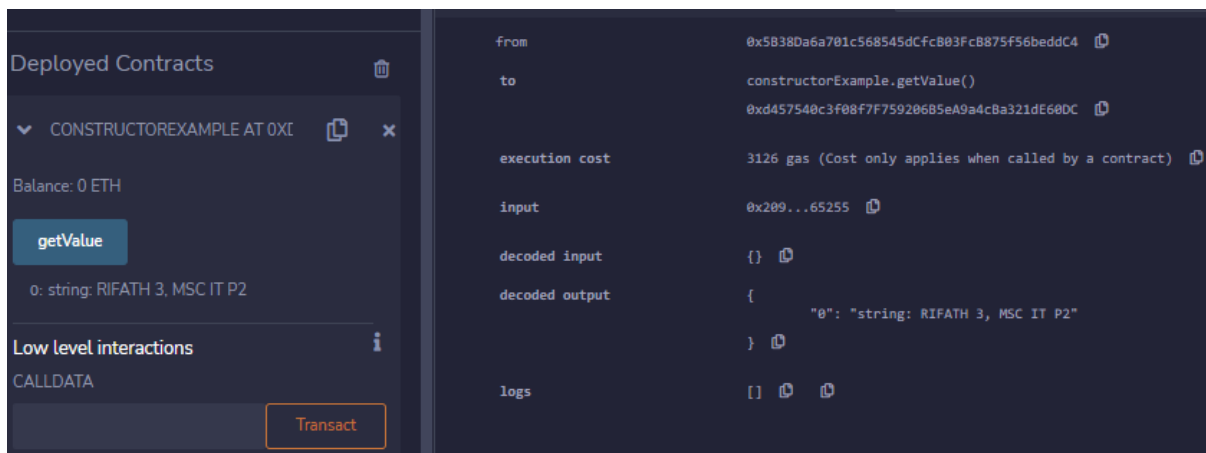 Deployed Contracts
CONSTRUCTOREXAMPLE AT 0XD
Balance: 0 ETH
getValue
0: string: RIFATH 3, MSC IT P2
Low level interactions
i
CALLDATA
Transact
from 0x5B38Da6a701c568545dCfcB03FcB875f56beddC4
to constructorExample.getValue()
0xd457540c3f08f7F759206B5eA9a4cBa321dE60DC
execution cost 3126 gas (Cost only applies when called by a contract)
input 0x209...65255
decoded input {}
decoded output {
"0": "string: RIFATH 3, MSC IT P2"
}
logs []